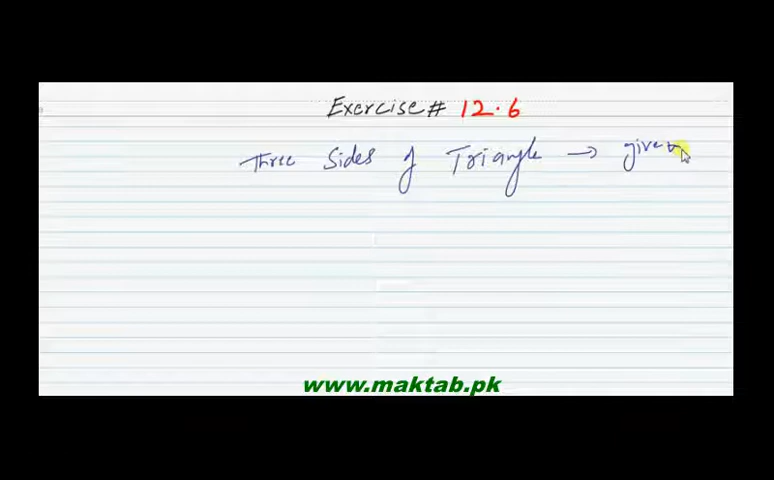 Exercise# 12.6
Three Sides of Triangle → given
www.maktab.pk